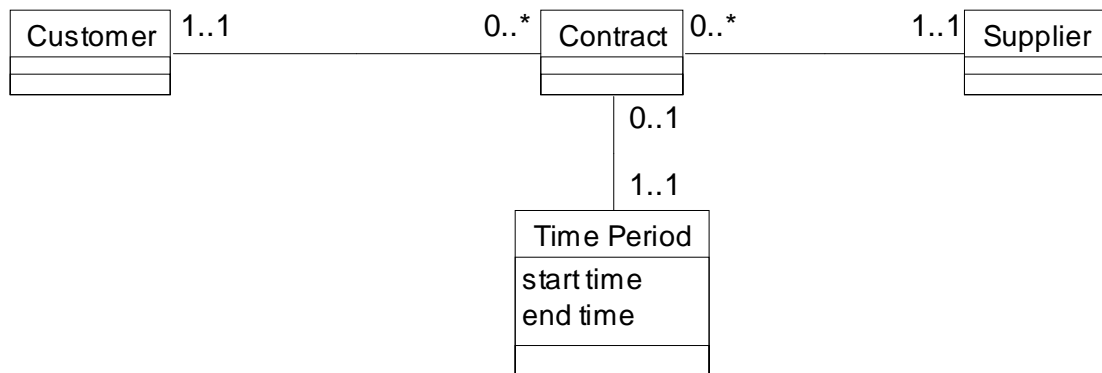 Customer
1..1
0..*
Contract
0..*
1..1
Supplier
0..1
1..1
Time Period
start time
end time